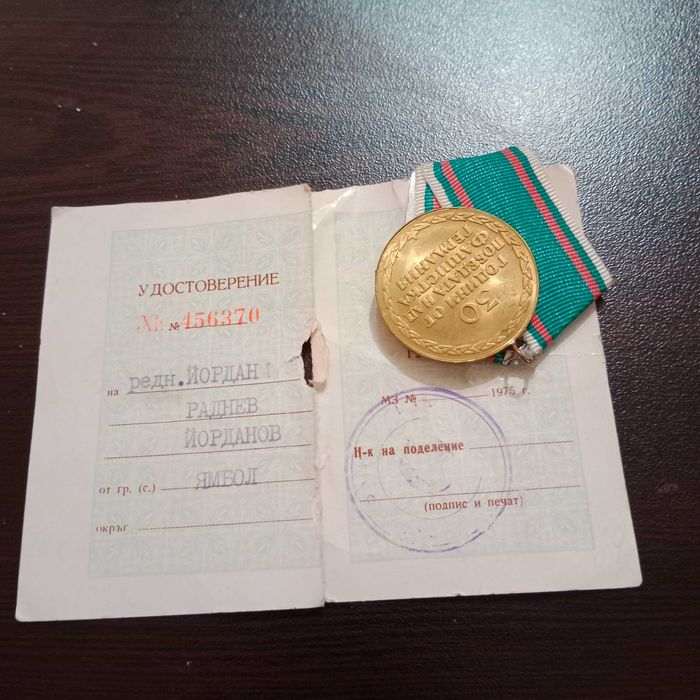 УДОСТОВЕРЕНИЕ
№ 456370
на редн. ЙОРДАН
РАДНЕВ
ЙОРДАНОВ
от гр. (с.) ЯМБОЛ
окръг
30
ГОДИНИ ОТ
ПОБЕДАТА НАД
ФАШИСТКА
ГЕРМАНИЯ
МЗ № 1975 г.
Н-к на поделение
(подпис и печат)